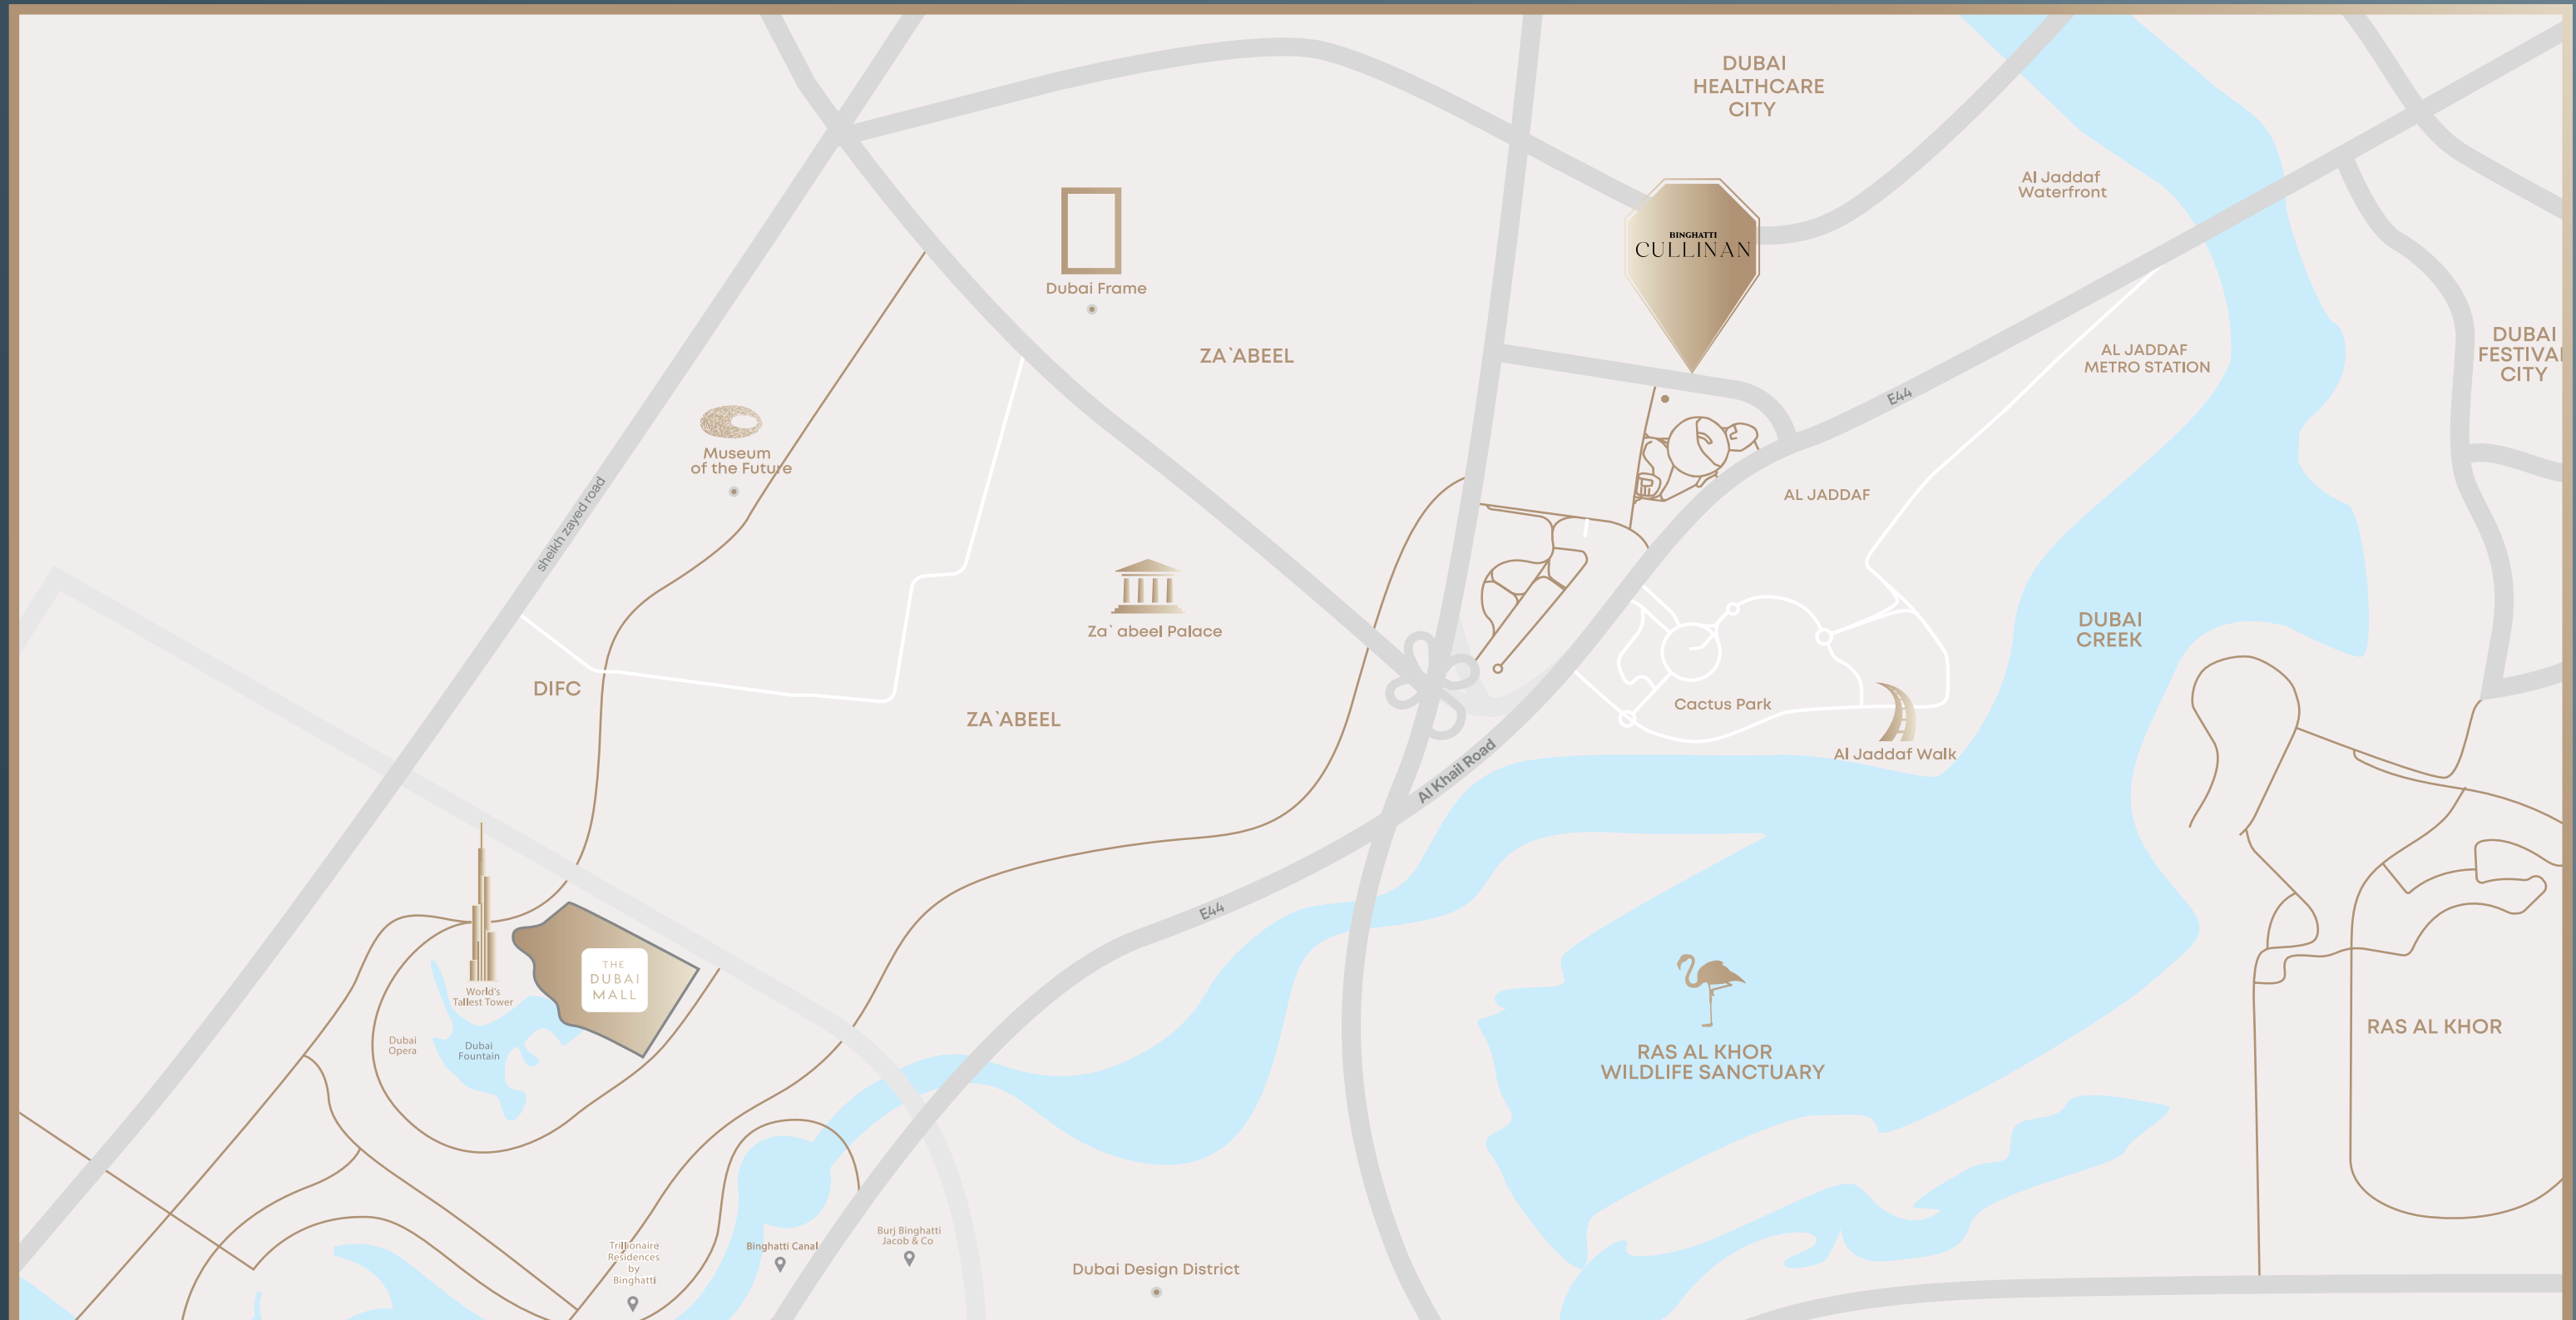 DUBAI
HEALTHCARE
CITY
Al Jaddaf
Waterfront
BINGHATTI
CULLINAN
Dubai Frame
ZA`ABEEL
DUBAI
FESTIVAL
CITY
AL JADDAF
METRO STATION
E44
Museum
of the Future
sheikh zayed road
AL JADDAF
Za` abeel Palace
DUBAI
CREEK
DIFC
ZA`ABEEL
Cactus Park
Al Jaddaf Walk
Al Khail Road
E44
THE
DUBAI
MALL
World's
Tallest Tower
Dubai
Opera
Dubai
Fountain
RAS AL KHOR
WILDLIFE SANCTUARY
RAS AL KHOR
Trillionaire
Residences
by
Binghatti
Binghatti Canal
Burj Binghatti
Jacob & Co
Dubai Design District